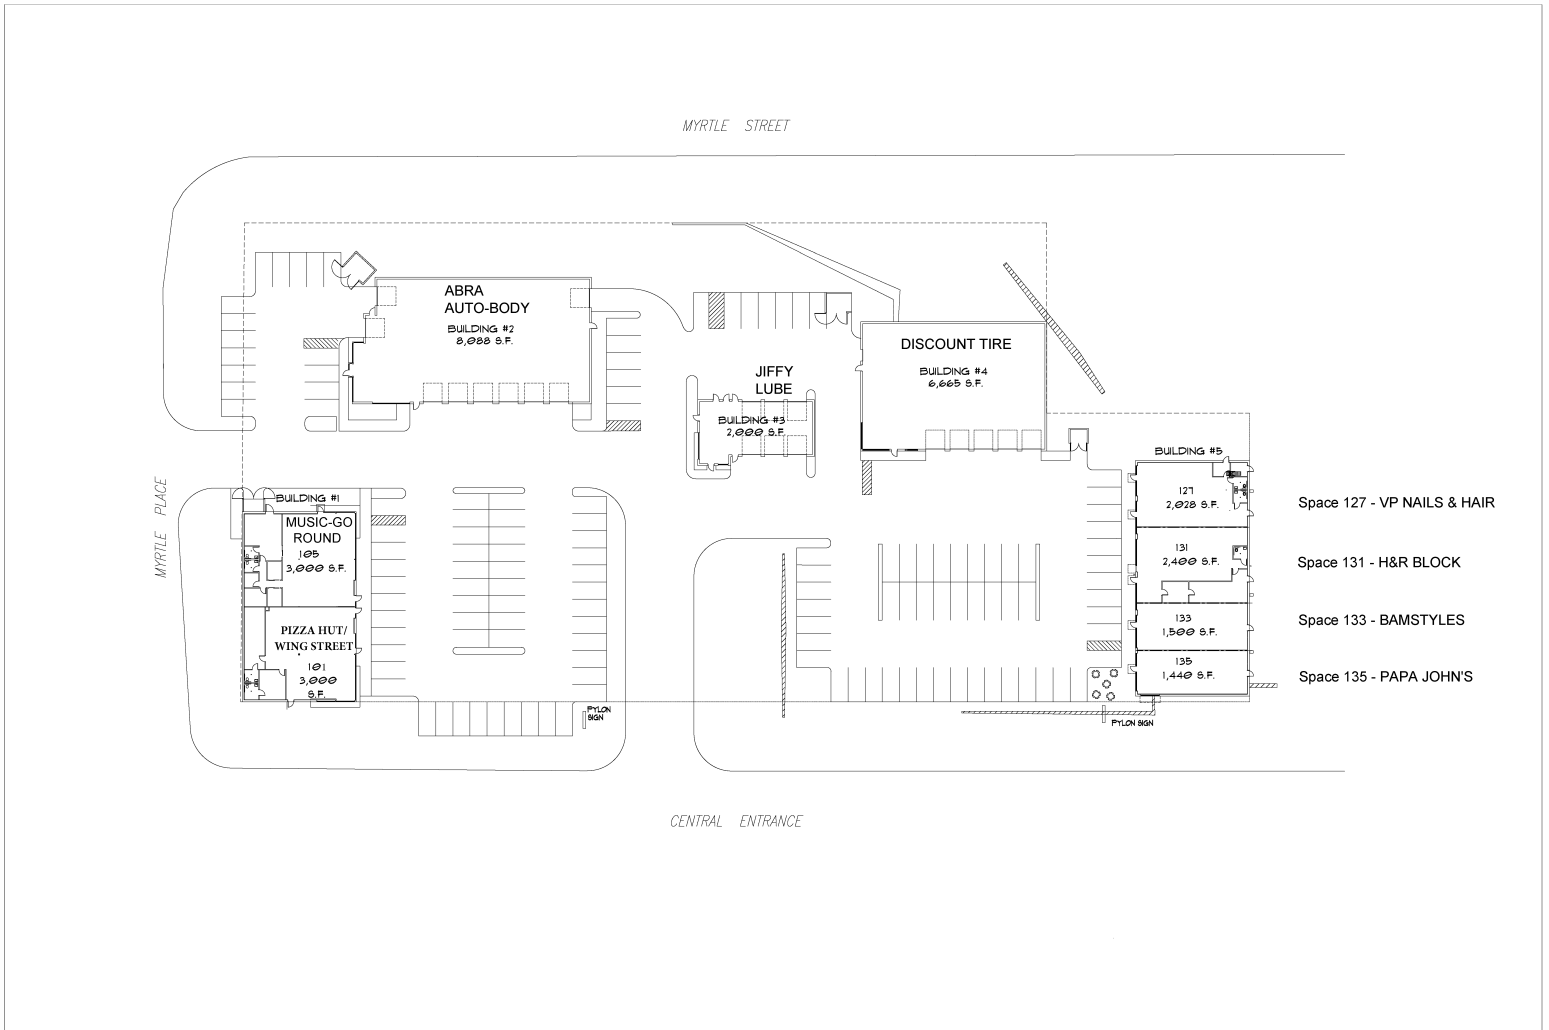 MYRTLE STREET
ABRA
AUTO-BODY
BUILDING #2
8,088 S.F.
DISCOUNT TIRE
BUILDING #4
6,665 S.F.
JIFFY
LUBE
BUILDING #3
2,000 S.F.
MYRTLE PLACE
BUILDING #1
MUSIC-GO
ROUND
105
3,000 S.F.
PIZZA HUT/
WING STREET
101
3,000
S.F.
PYLON
SIGN
BUILDING #5
127
2,028 S.F.
Space 127 - VP NAILS & HAIR
131
2,400 S.F.
Space 131 - H&R BLOCK
133
1,500 S.F.
Space 133 - BAMSTYLES
135
1,440 S.F.
Space 135 - PAPA JOHN'S
PYLON SIGN
CENTRAL ENTRANCE